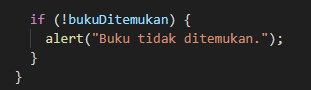 if (!bukuDitemukan) {
alert("Buku tidak ditemukan.");
}
}